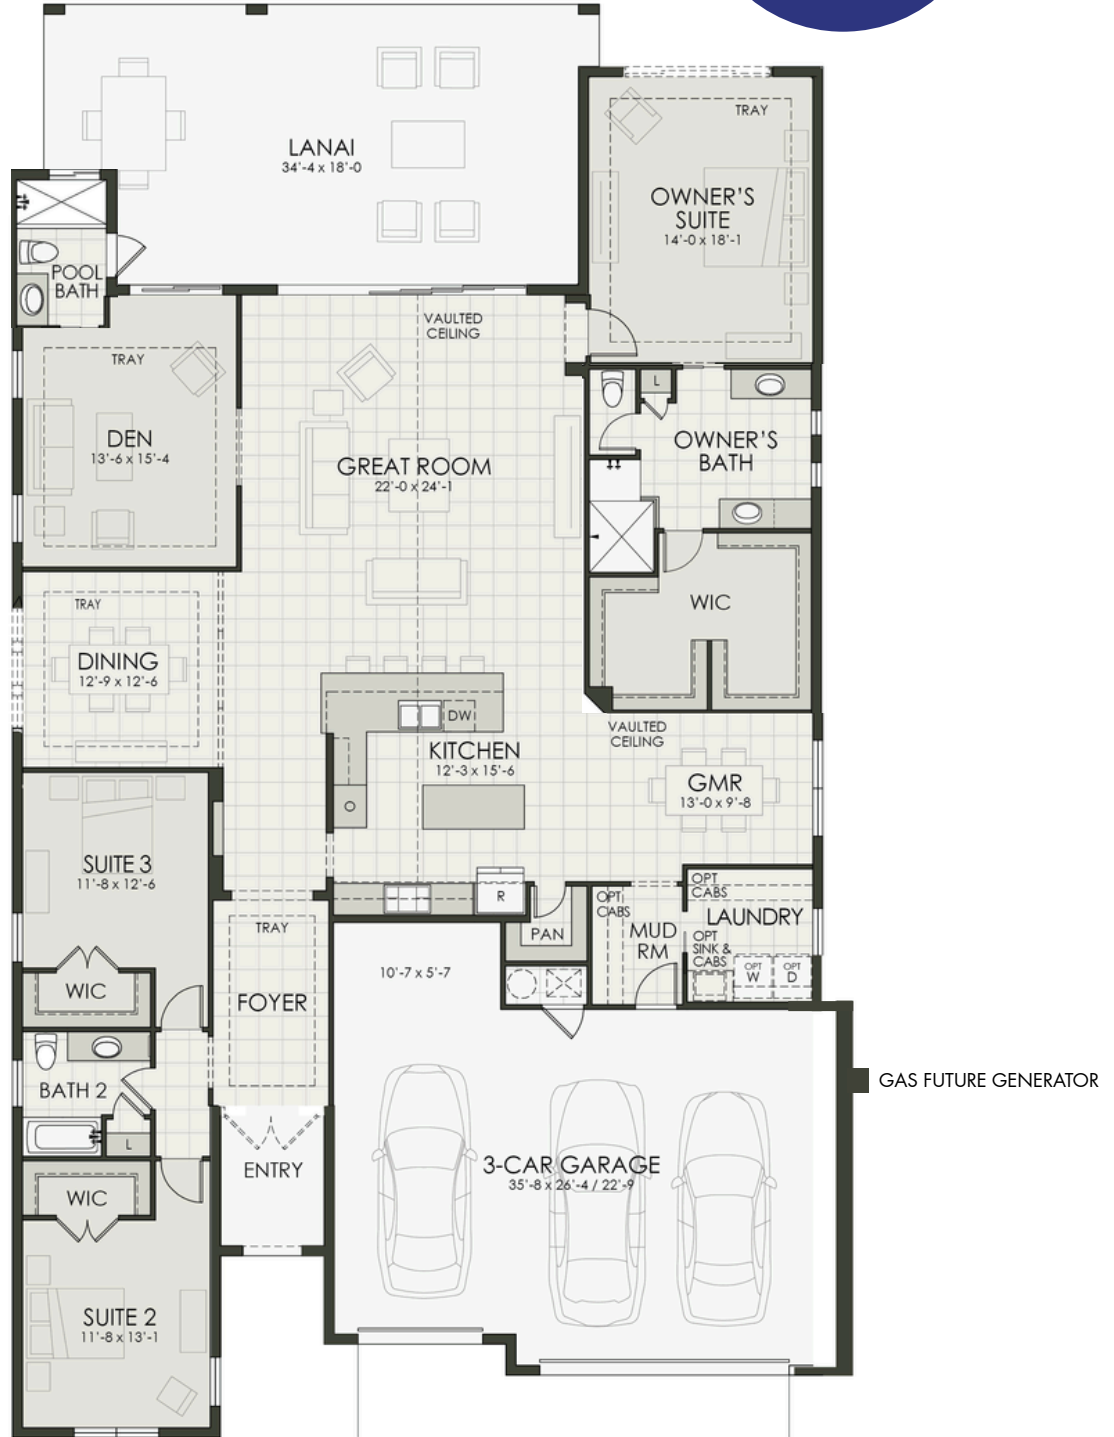 TRAY
LANAI
34'-4 x 18'-0
OWNER'S
SUITE
14'-0 x 18'-1
POOL
BATH
VAULTED
CEILING
TRAY
L
DEN
13'-6 x 15'-4
OWNER'S
BATH
GREAT ROOM
22'-0 x 24'-1
WIC
TRAY
DINING
12'-9 x 12'-6
DW
VAULTED
CEILING
KITCHEN
12'-3 x 15'-6
GMR
13'-0 x 9'-8
SUITE 3
11'-8 x 12'-6
R
OPT
CABS
OPT
CABS
LAUNDRY
TRAY
PAN
MUD
RM
OPT
SINK &
CABS
OPT
W
OPT
D
10'-7 x 5'-7
WIC
FOYER
BATH 2
GAS FUTURE GENERATOR
L
ENTRY
3-CAR GARAGE
35'-8 x 26'-4 / 22'-9
WIC
SUITE 2
11'-8 x 13'-1